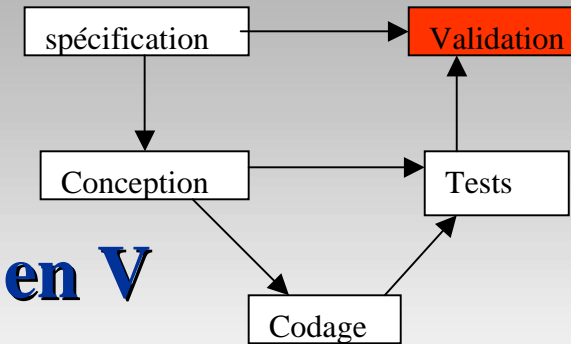 spécification
Validation
Conception
Tests
en V
Codage